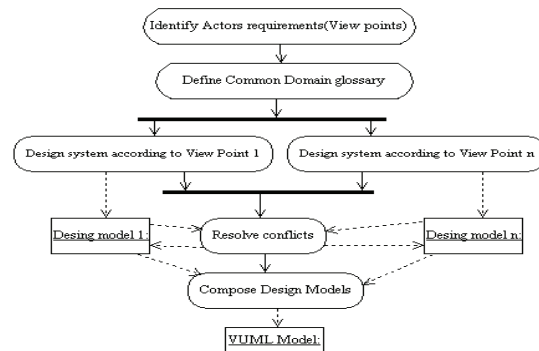 Identify Actors requirements(View points)
Define Common Domain glossary
Design system according to View Point 1
Design system according to View Point n
Desing model 1:
Resolve conflicts
Desing model n:
Compose Design Models
VUML Model: